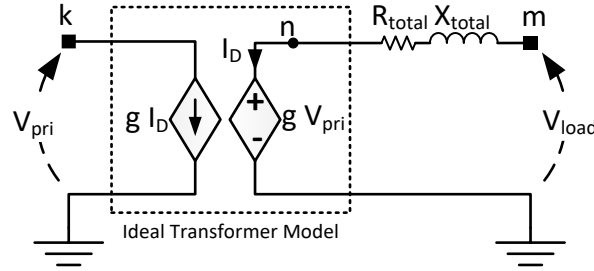 k
n
R_total X_total
m
I_D
V_pri
g I_D
+
-
g V_pri
V_load
Ideal Transformer Model